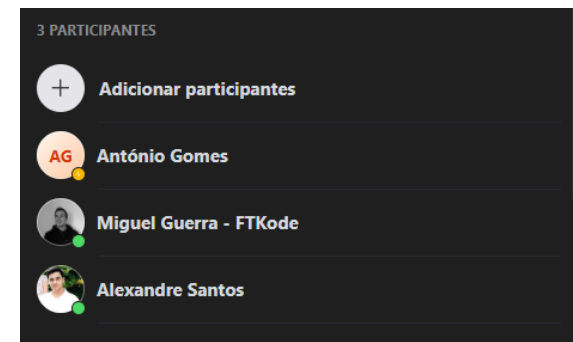 3 PARTICIPANTES
Adicionar participantes
AG
António Gomes
Miguel Guerra - FTKode
Alexandre Santos